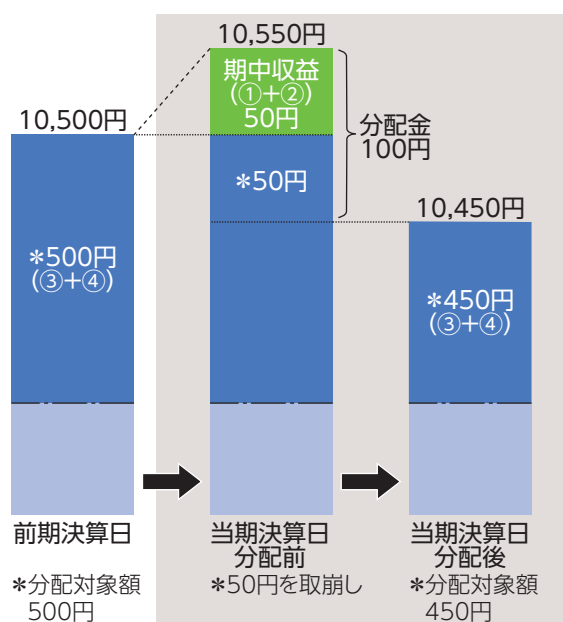 10,500円
*500円
(③+④)
前期決算日
*分配対象額
500円
10,550円
期中収益
(①+②)
50円
*50円
分配金
100円
当期決算日
分配前
*50円を取崩し
10,450円
*450円
(③+④)
当期決算日
分配後
*分配対象額
450円